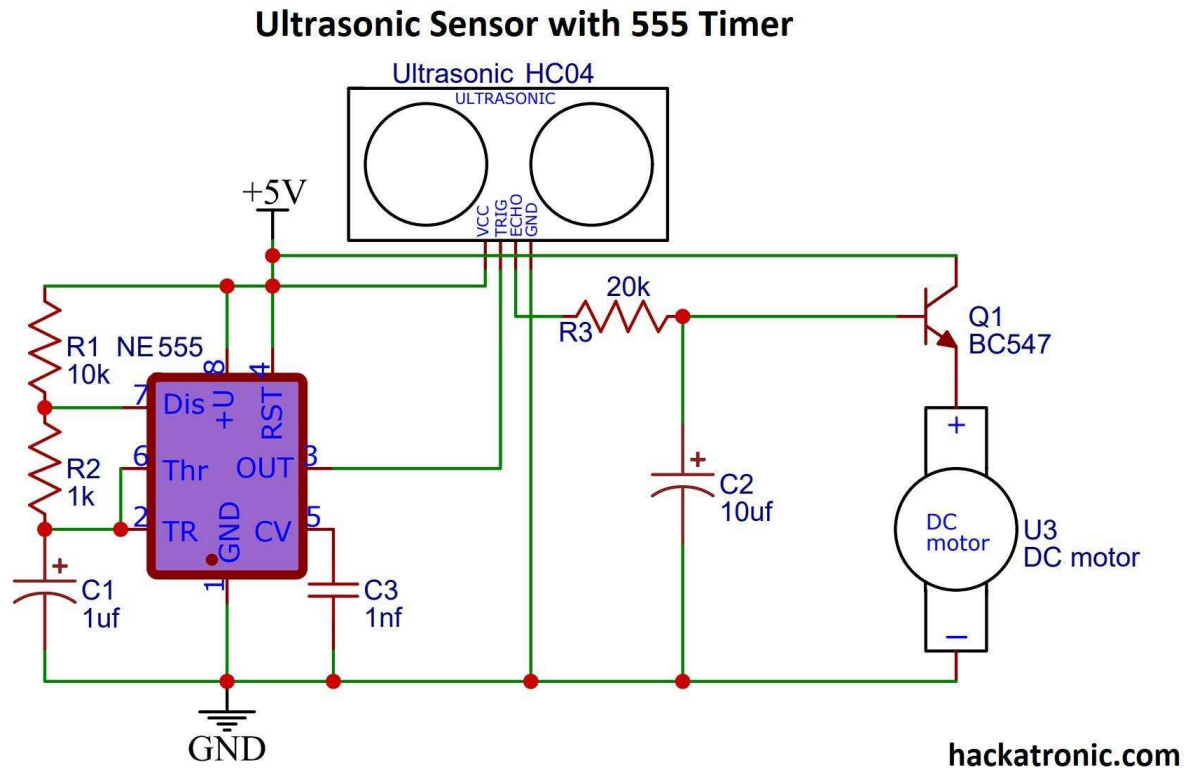 Ultrasonic Sensor with 555 Timer
Ultrasonic HC04
ULTRASONIC
VCC
TRIG
ECHO
GND
+5V
20k
R3
Q1
BC547
R1
10k
NE555
8
4
7
Dis
+U
RST
R2
1k
6
Thr
OUT
3
2
TR
GND
CV
5
1
C1
1uf
C3
1nf
+
C2
10uf
+
+
DC
motor
U3
DC motor
–
GND
hackatronic.com